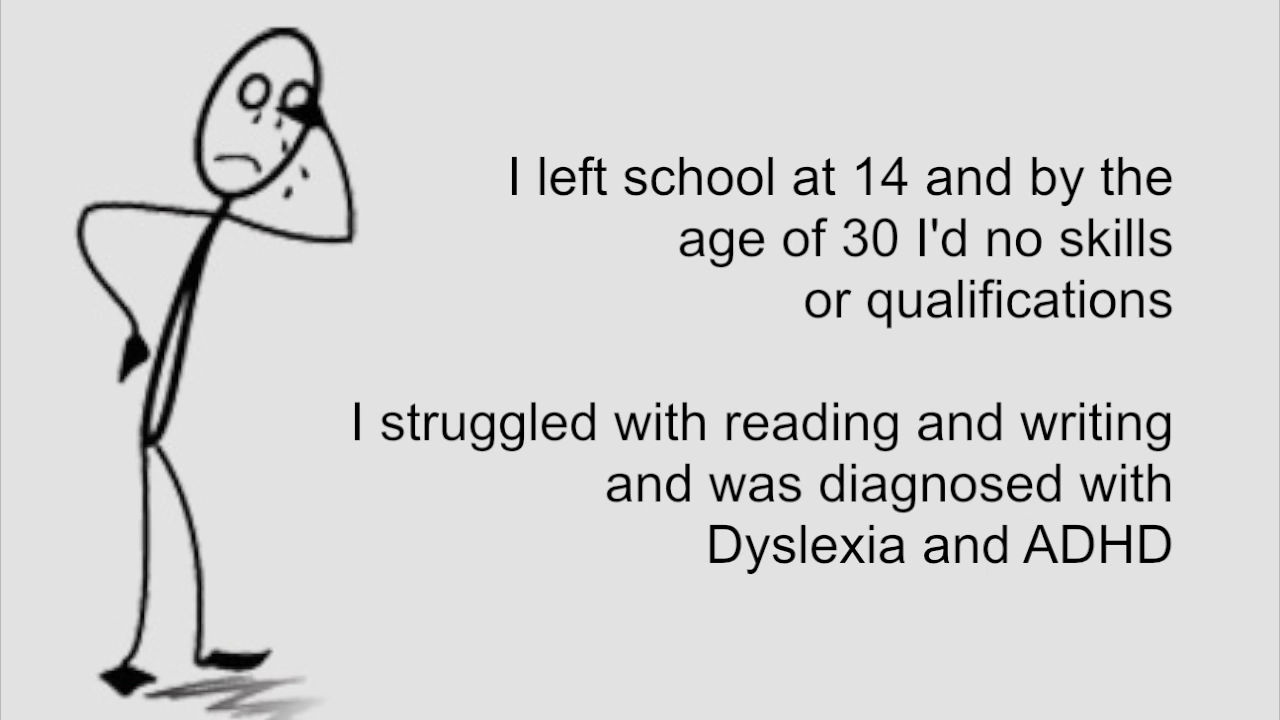 I left school at 14 and by the
age of 30 I'd no skills
or qualifications
I struggled with reading and writing
and was diagnosed with
Dyslexia and ADHD